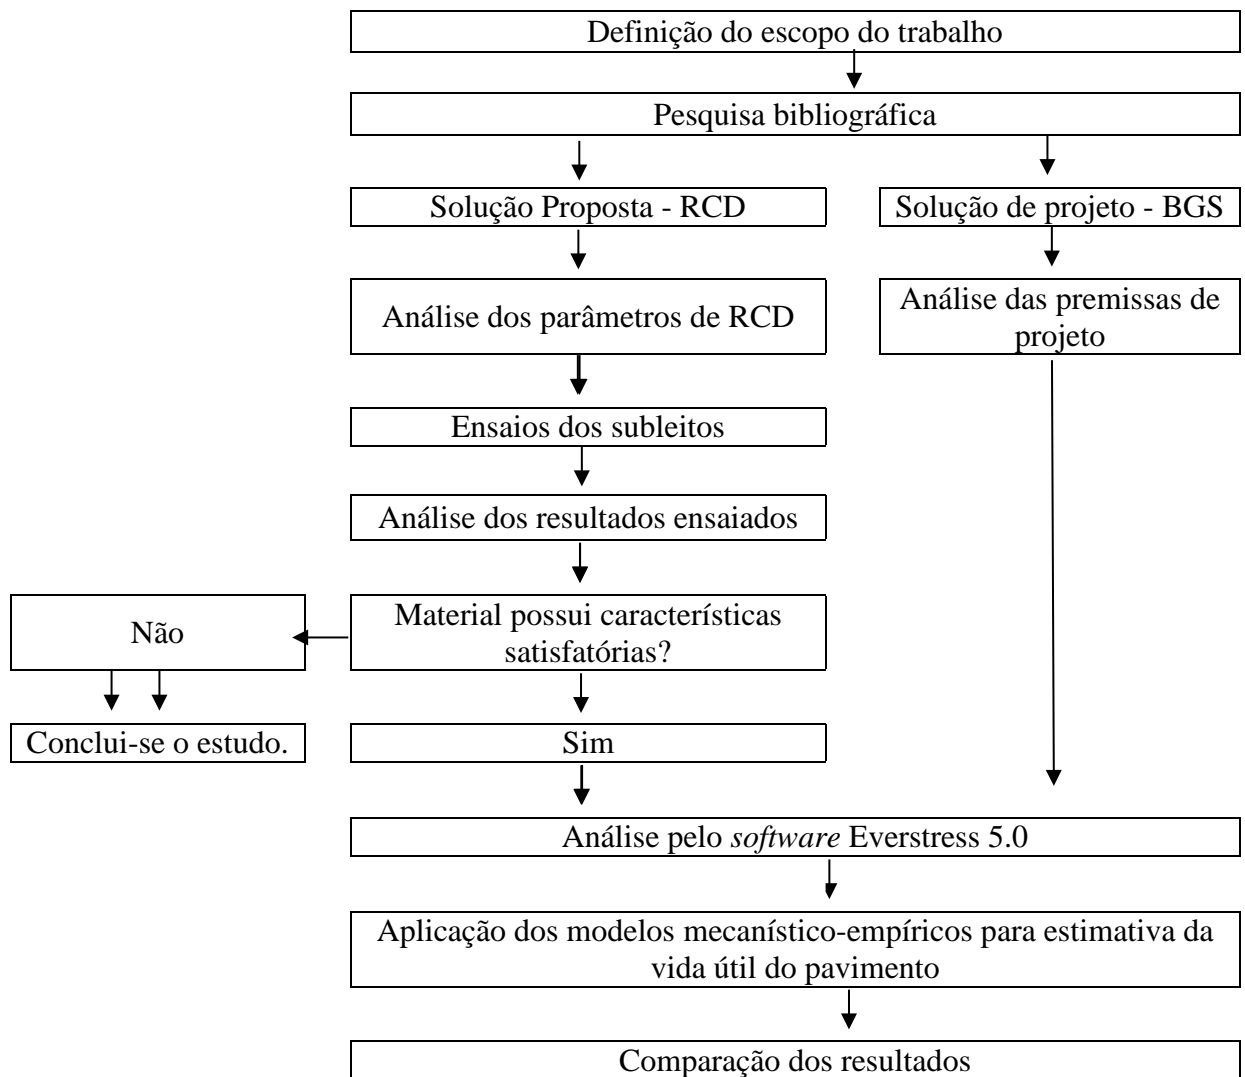 Definição do escopo do trabalho
Pesquisa bibliográfica
Solução Proposta - RCD
Solução de projeto - BGS
Análise dos parâmetros de RCD
Análise das premissas de
projeto
Ensaios dos subleitos
Análise dos resultados ensaiados
Material possui características
satisfatórias?
Não
Conclui-se o estudo.
Sim
Análise pelo software Everstress 5.0
Aplicação dos modelos mecanístico-empíricos para estimativa da
vida útil do pavimento
Comparação dos resultados